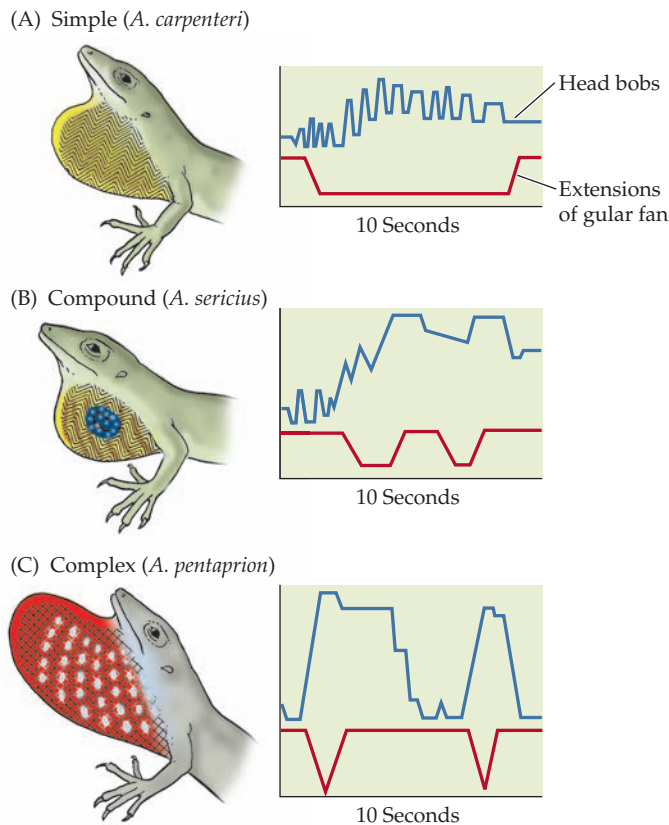 (A) Simple (A. carpenteri)
Head bobs
Extensions
of gular fan
10 Seconds
(B) Compound (A. sericius)
10 Seconds
(C) Complex (A. pentaprion)
10 Seconds